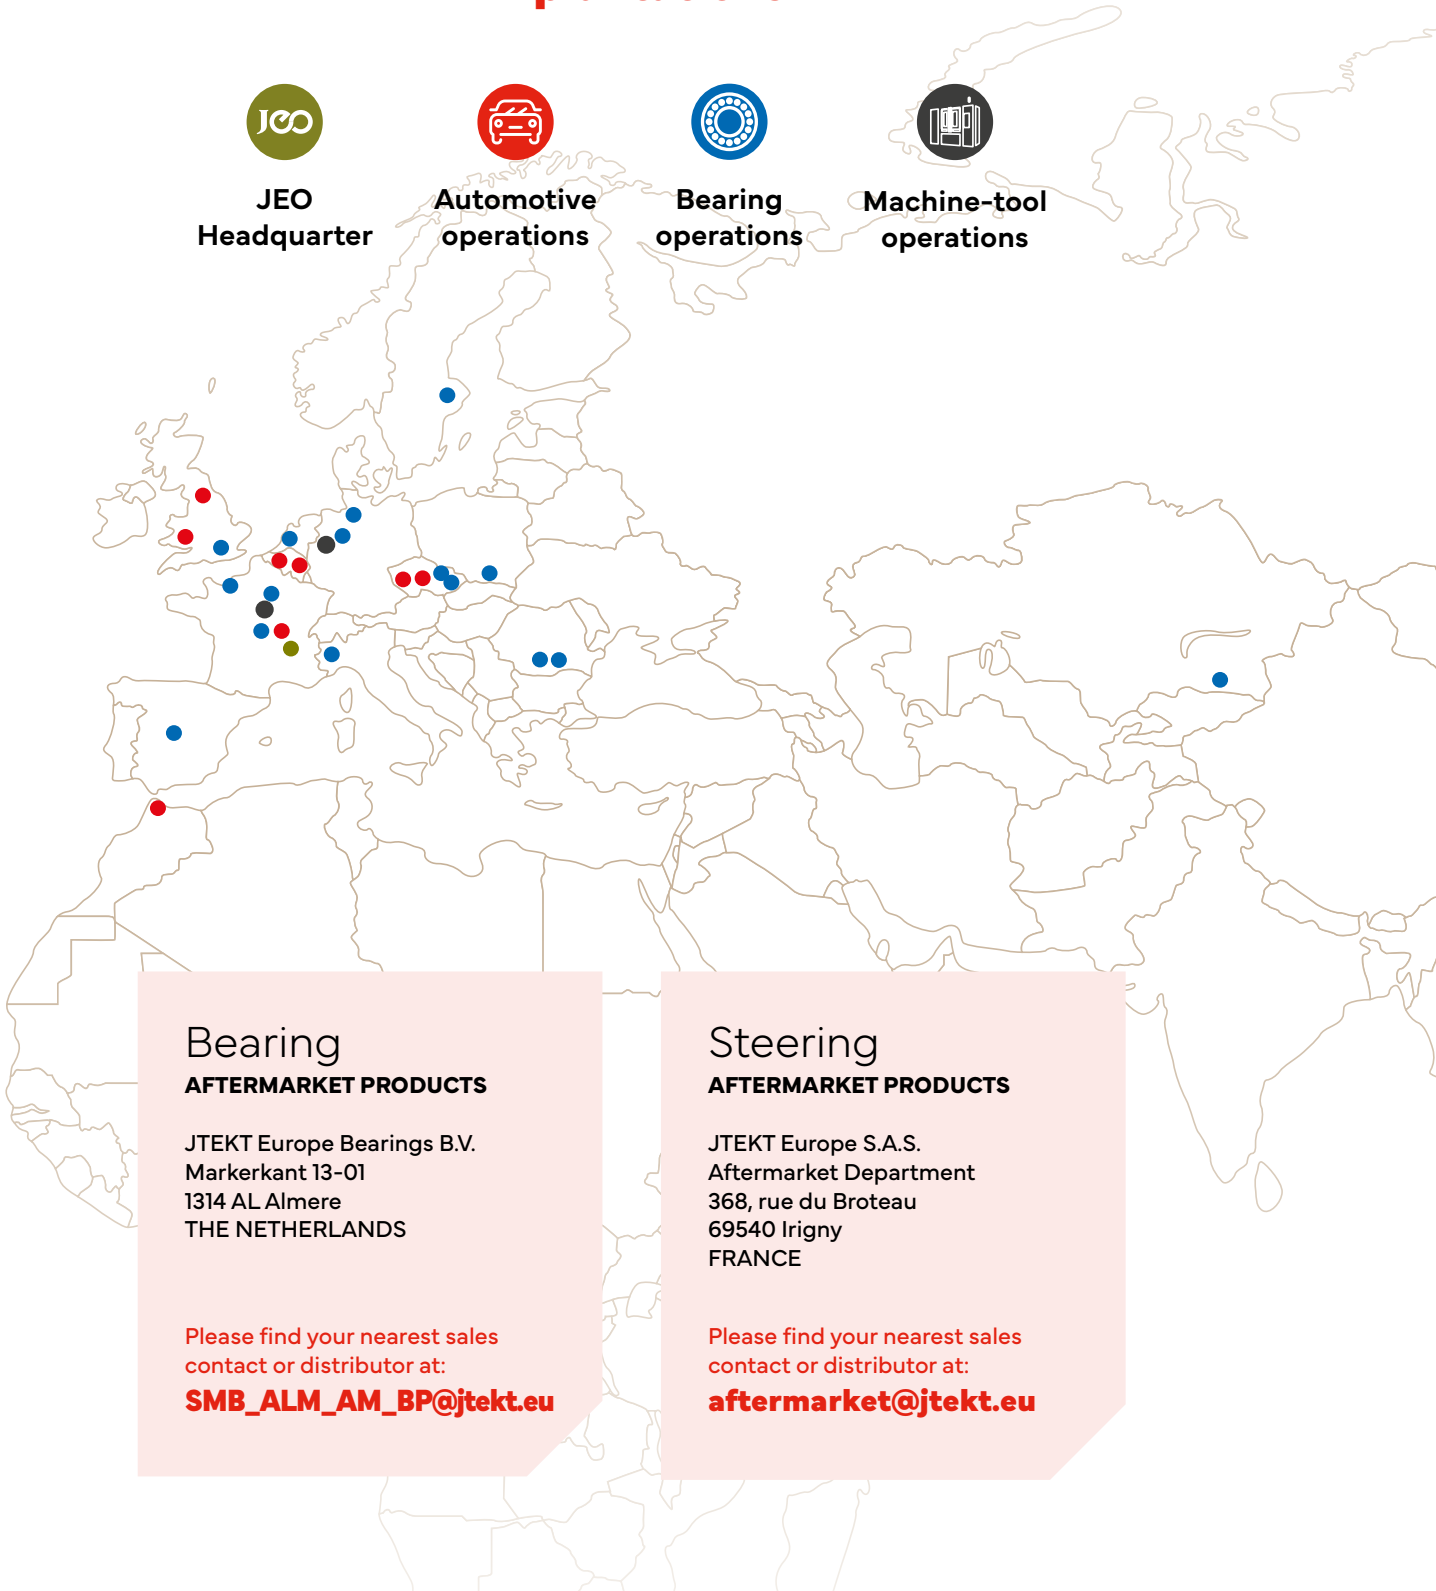 JEO
JEO
Headquarter
Automotive
operations
Bearing
operations
Machine-tool
operations
Bearing
AFTERMARKET PRODUCTS
JTEKT Europe Bearings B.V.
Markerkant 13-01
1314 AL Almere
THE NETHERLANDS
Please find your nearest sales
contact or distributor at:
SMB_ALM_AM_BP@jtekt.eu
Steering
AFTERMARKET PRODUCTS
JTEKT Europe S.A.S.
Aftermarket Department
368, rue du Broteau
69540 Irigny
FRANCE
Please find your nearest sales
contact or distributor at:
aftermarket@jtekt.eu